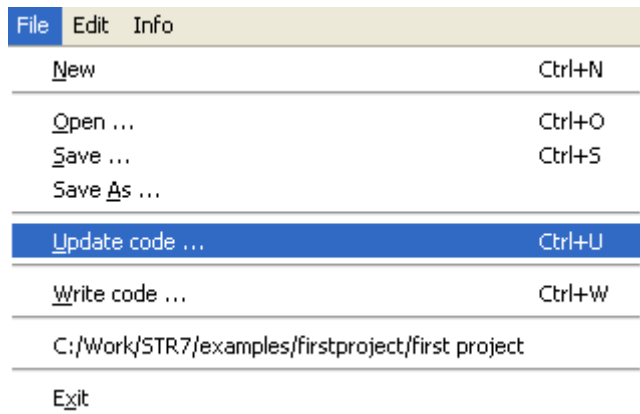 File Edit Info
New Ctrl+N
Open ... Ctrl+O
Save ... Ctrl+S
Save As ...
Update code ... Ctrl+U
Write code ... Ctrl+W
C:/Work/STR7/examples/firstproject/first project
Exit